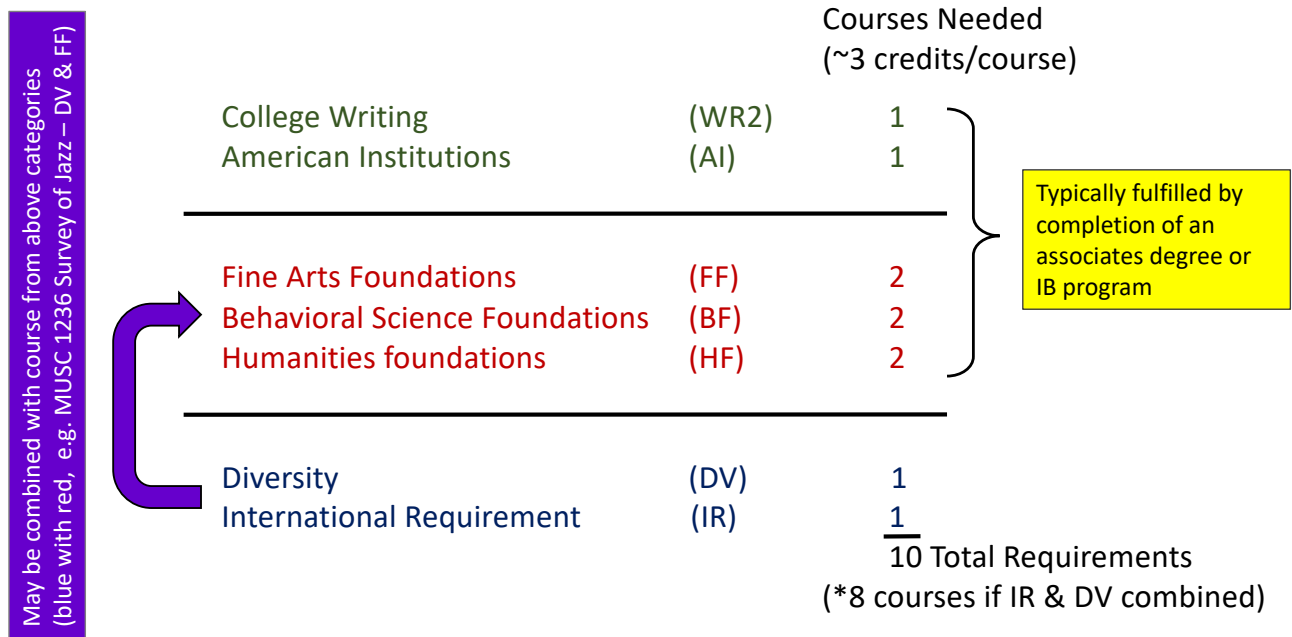 May be combined with course from above categories
(blue with red, e.g. MUSC 1236 Survey of Jazz – DV & FF)
Courses Needed
(~3 credits/course)
College Writing (WR2) 1
American Institutions (AI) 1
Typically fulfilled by
completion of an
associates degree or
IB program
Fine Arts Foundations (FF) 2
Behavioral Science Foundations (BF) 2
Humanities foundations (HF) 2
Diversity (DV) 1
International Requirement (IR) 1
10 Total Requirements
(*8 courses if IR & DV combined)